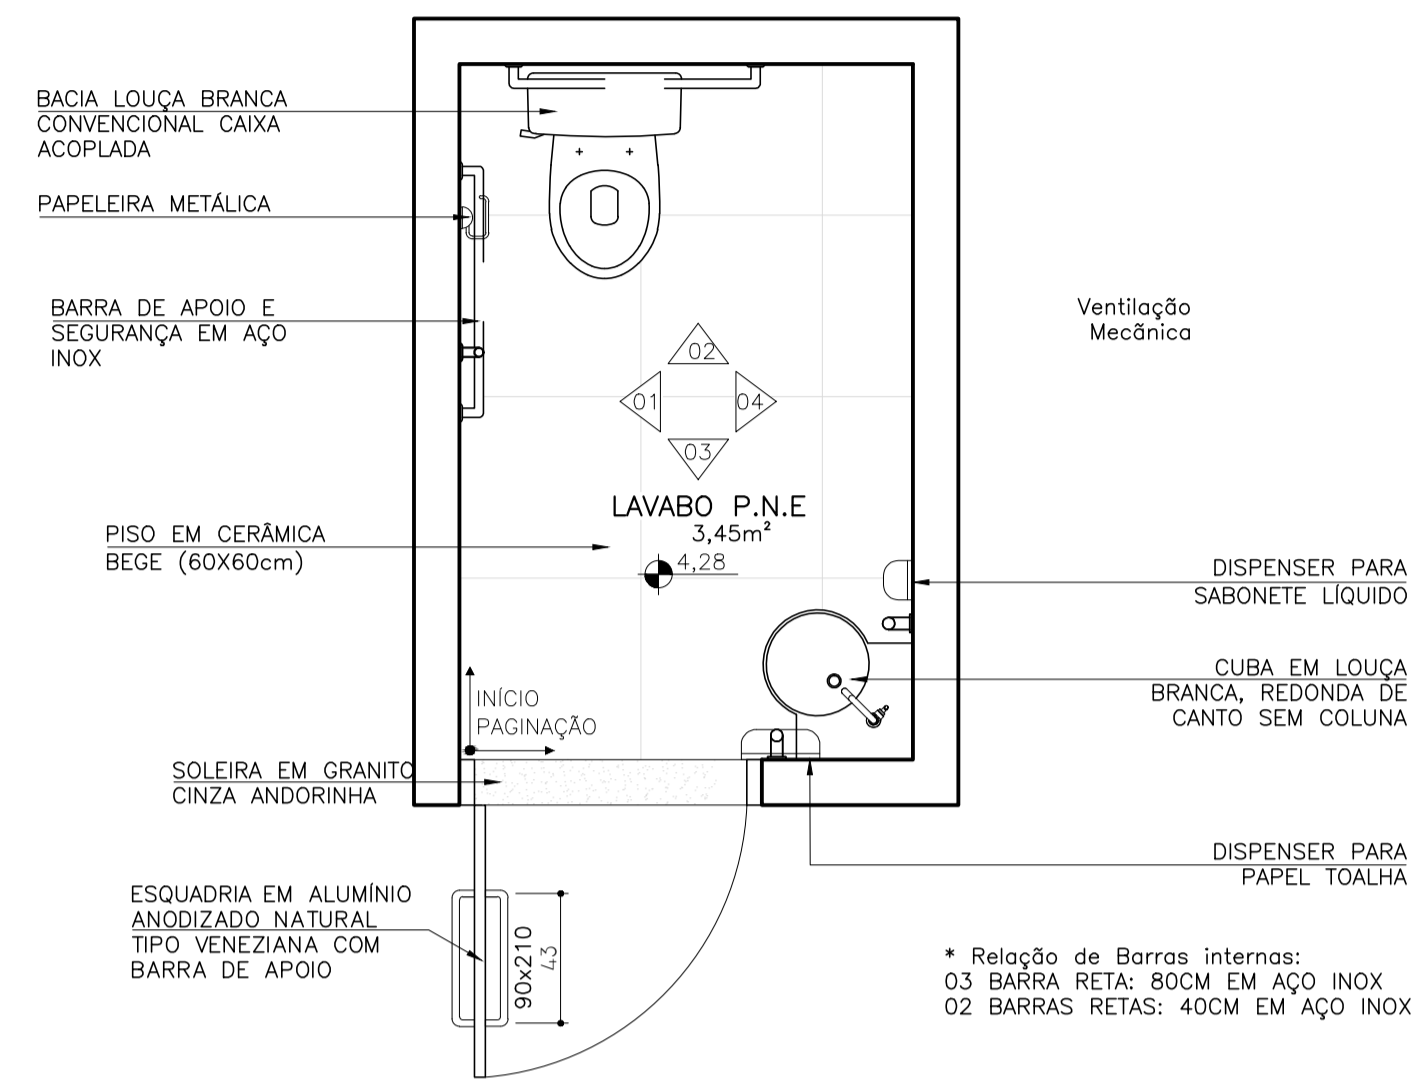 BACIA LOUÇA BRANCA
CONVENCIONAL CAIXA
ACOPLADA
PAPELEIRA METÁLICA
BARRA DE APOIO E
SEGURANÇA EM AÇO
INOX
Ventilação
Mecãnica
02
01
04
03
LAVABO P.N.E
3,45m²
4,28
PISO EM CERÂMICA
BEGE (60X60cm)
DISPENSER PARA
SABONETE LÍQUIDO
CUBA EM LOUÇA
BRANCA, REDONDA DE
CANTO SEM COLUNA
INÍCIO
PAGINAÇÃO
SOLEIRA EM GRANITO
CINZA ANDORINHA
DISPENSER PARA
PAPEL TOALHA
ESQUADRIA EM ALUMÍNIO
ANODIZADO NATURAL
TIPO VENEZIANA COM
BARRA DE APOIO
90x210
43
* Relação de Barras internas:
03 BARRA RETA: 80CM EM AÇO INOX
02 BARRAS RETAS: 40CM EM AÇO INOX